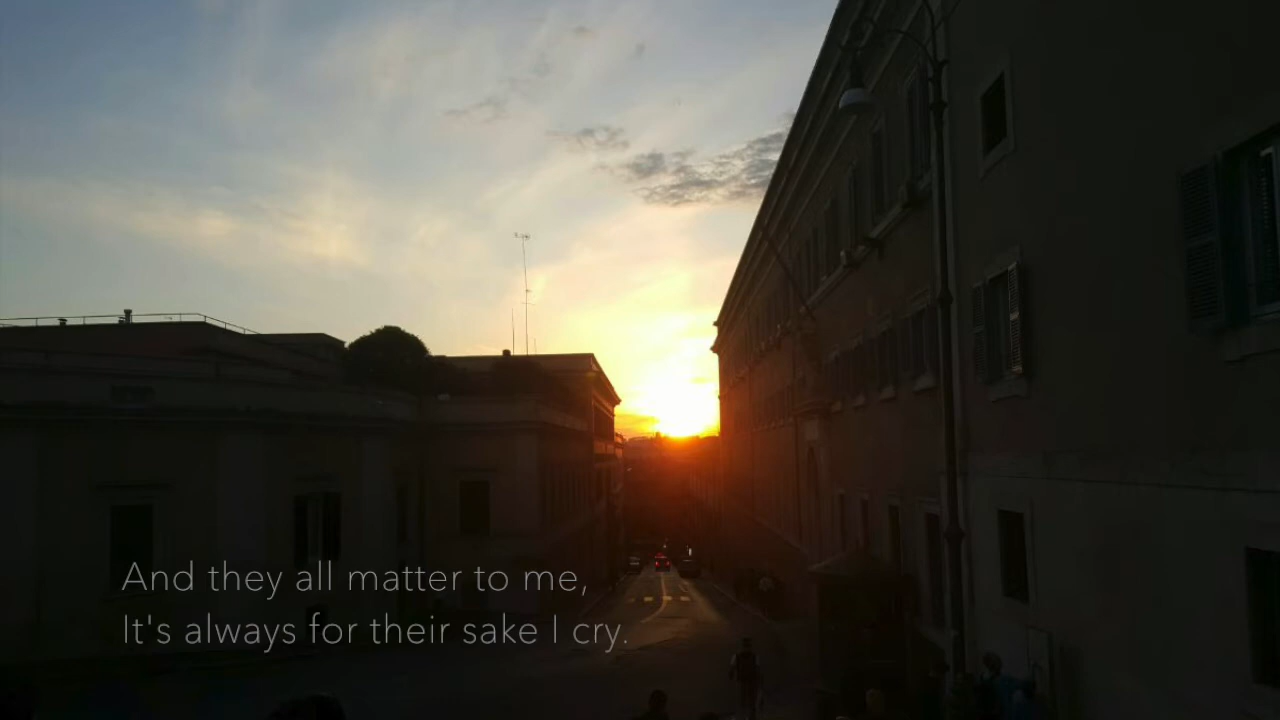 And they all matter to me,
It's always for their sake I cry.